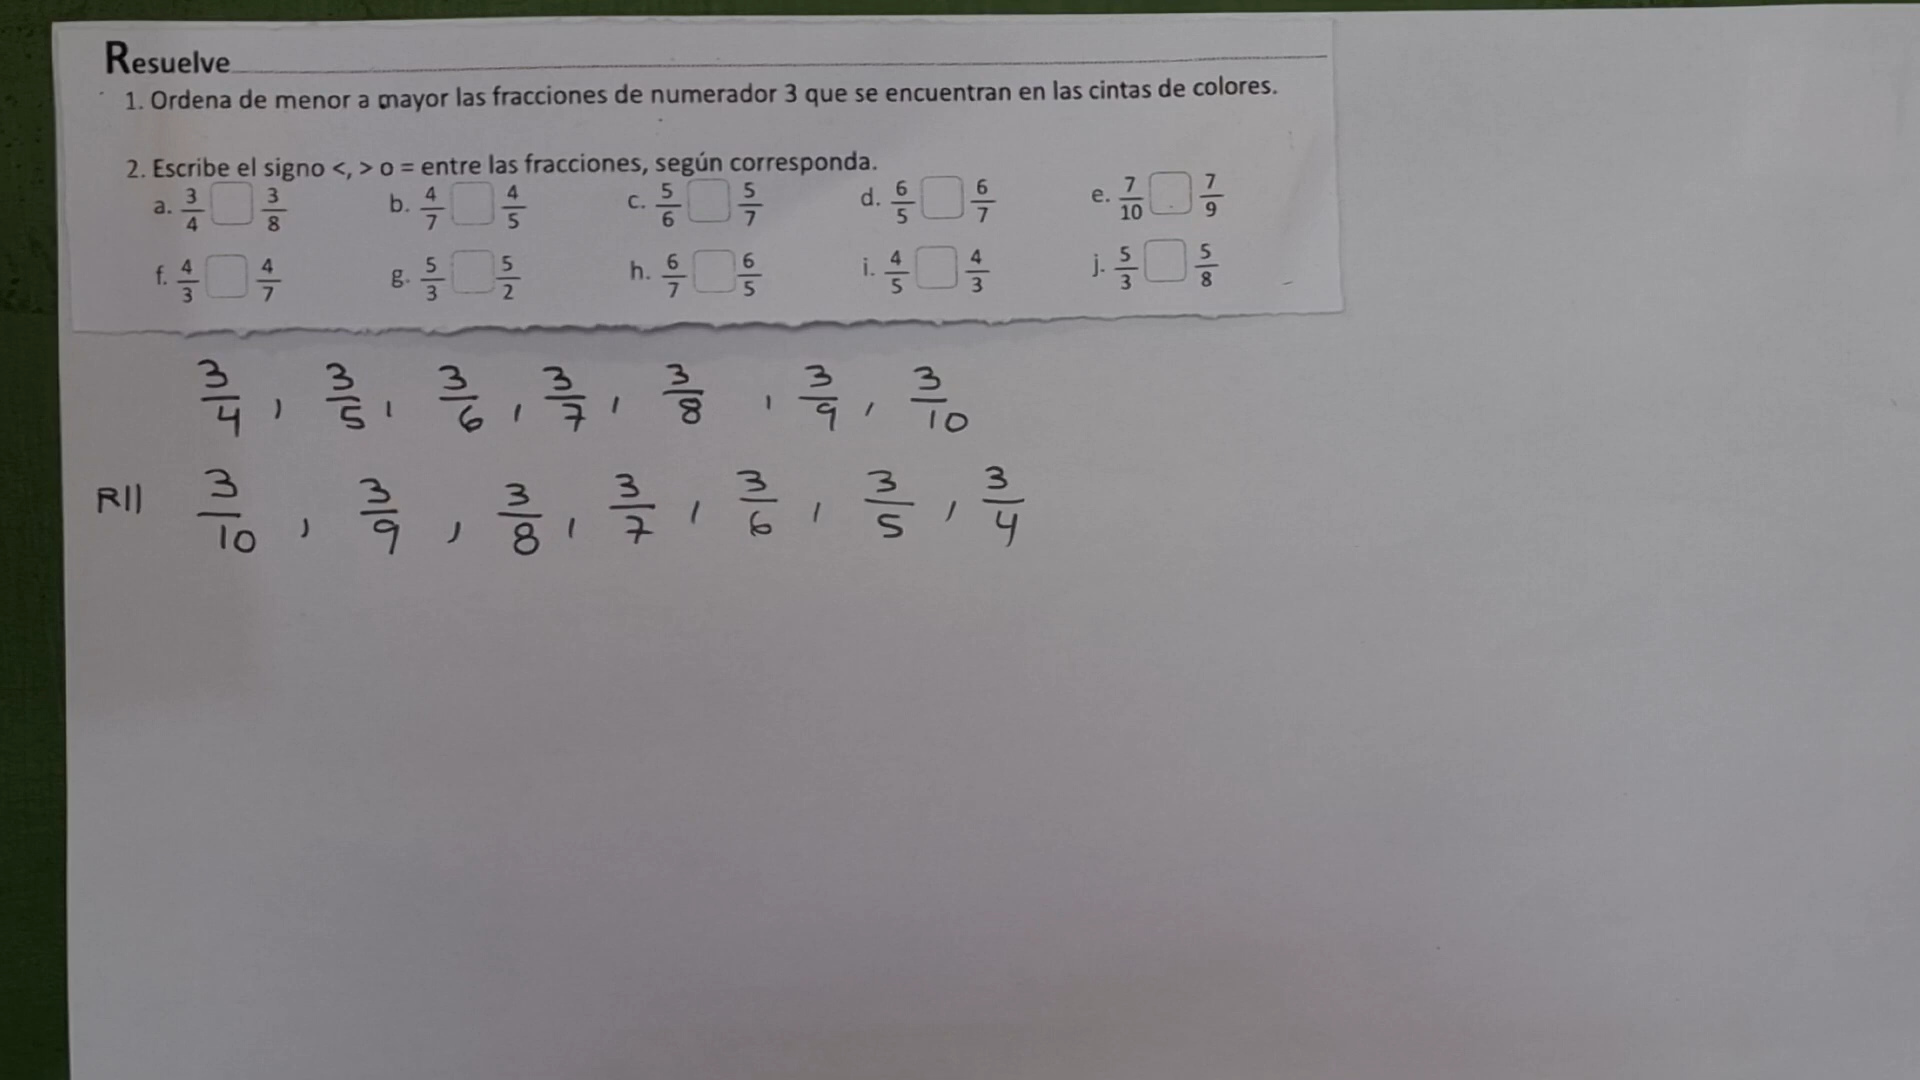 Resuelve
1. Ordena de menor a mayor las fracciones de numerador 3 que se encuentran en las cintas de colores.
2. Escribe el signo <, > o = entre las fracciones, según corresponda.
a. 3/4 □ 3/8 b. 4/7 □ 4/5 c. 5/6 □ 5/7 d. 6/5 □ 6/7 e. 7/10 □ 7/9
f. 4/3 □ 4/7 g. 5/3 □ 5/2 h. 6/7 □ 6/5 i. 4/5 □ 4/3 j. 5/3 □ 5/8
3/4, 3/5, 3/6, 3/7, 3/8, 3/9, 3/10
R// 3/10, 3/9, 3/8, 3/7, 3/6, 3/5, 3/4